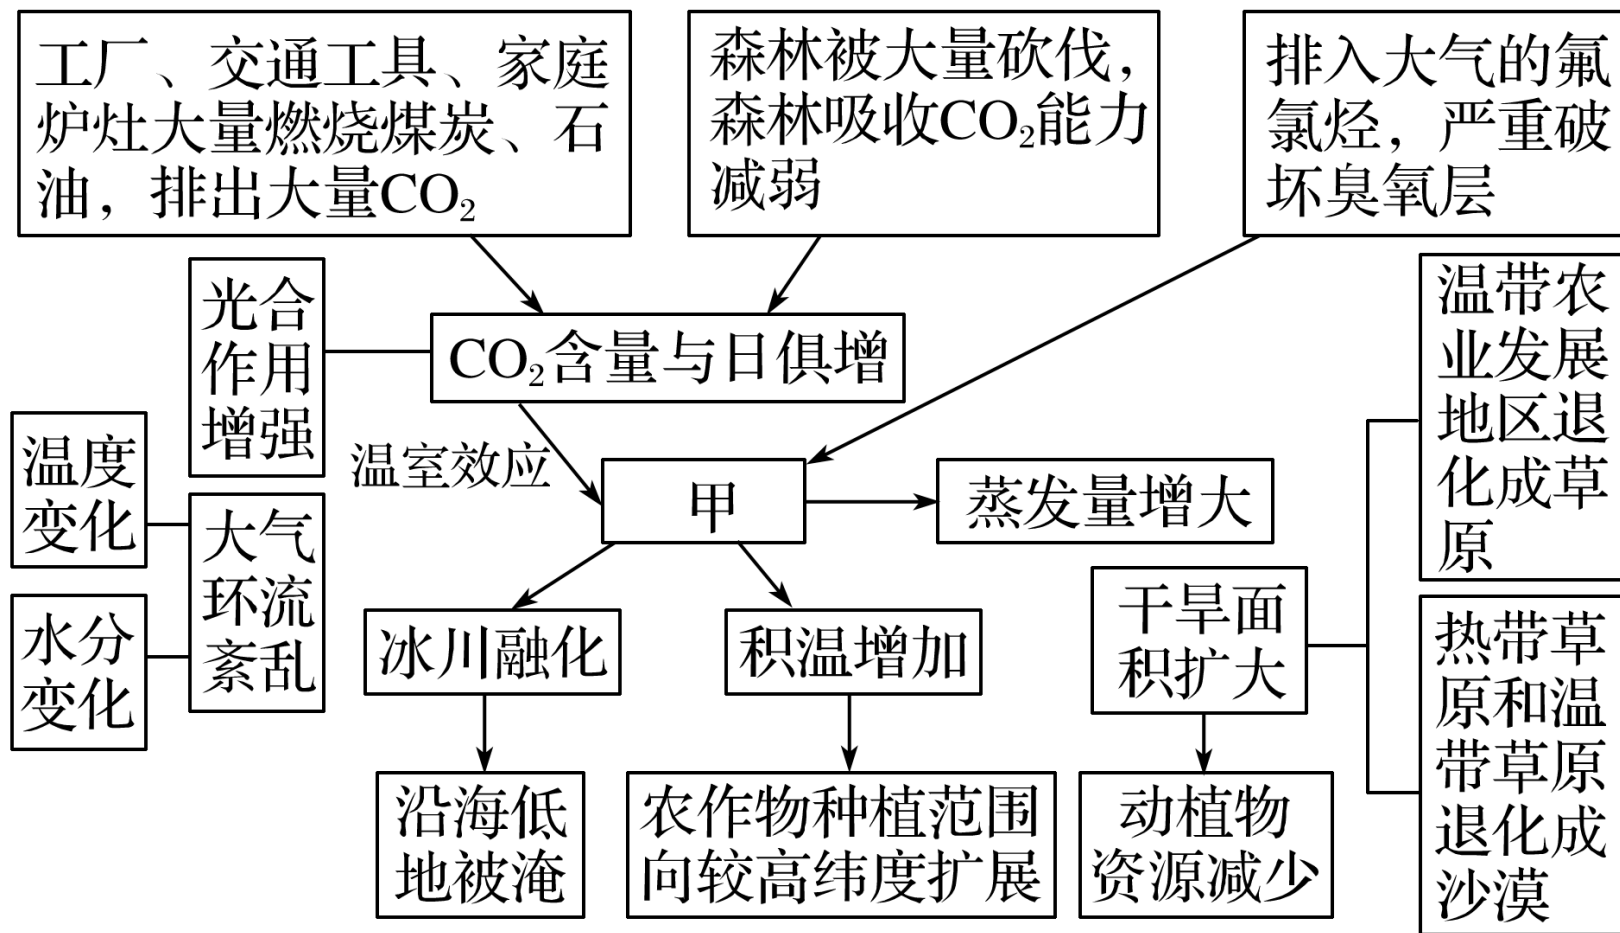 工厂、交通工具、家庭
炉灶大量燃烧煤炭、石
油，排出大量CO₂
森林被大量砍伐，
森林吸收CO₂能力
减弱
排入大气的氟
氯烃，严重破
坏臭氧层
光合
作用
增强
CO₂含量与日俱增
温带农
业发展
地区退
化成草
原
温度
变化
温室效应
甲
蒸发量增大
大气
环流
紊乱
水分
变化
冰川融化
积温增加
干旱面
积扩大
热带草
原和温
带草原
退化成
沙漠
沿海低
地被淹
农作物种植范围
向较高纬度扩展
动植物
资源减少